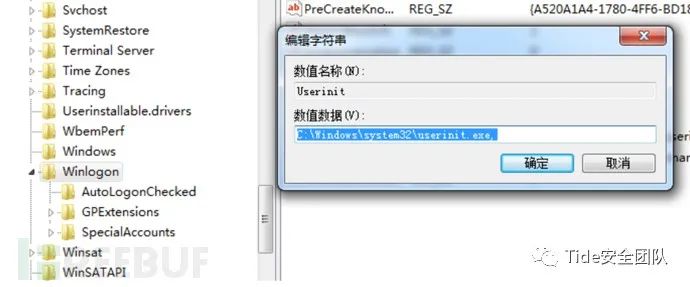 Svchost
SystemRestore
Terminal Server
Time Zones
Tracing
Userinstallable.drivers
WbemPerf
Windows
Winlogon
AutoLogonChecked
GPExtensions
SpecialAccounts
Winsat
WinSATAPI
PreCreateKno...
REG_SZ
{A520A1A4-1780-4FF6-BD18
编辑字符串
数值名称(N):
Userinit
数值数据(V):
C:\Windows\system32\userinit.exe,
确定
取消
REEBUF
Tide安全团队